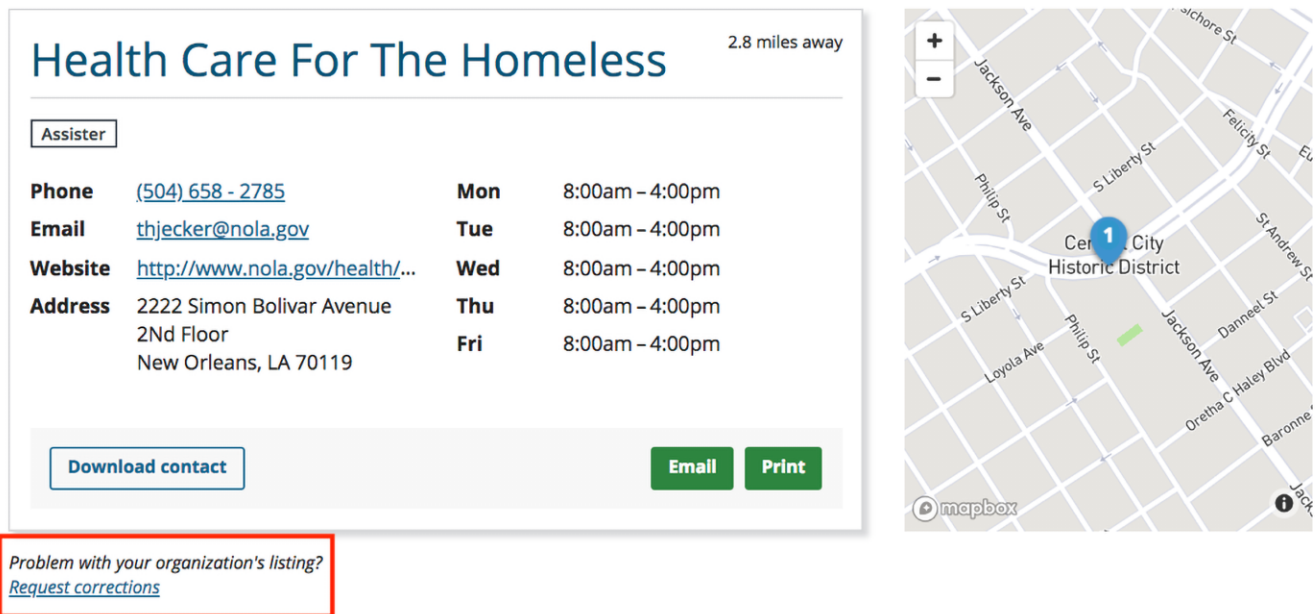 Health Care For The Homeless
2.8 miles away
Assister
Phone (504) 658 - 2785
Email thjecker@nola.gov
Website http://www.nola.gov/health/...
Address 2222 Simon Bolivar Avenue
2Nd Floor
New Orleans, LA 70119
Mon 8:00am – 4:00pm
Tue 8:00am – 4:00pm
Wed 8:00am – 4:00pm
Thu 8:00am – 4:00pm
Fri 8:00am – 4:00pm
Download contact
Email
Print
Problem with your organization's listing?
Request corrections
+
−
Jackson Ave
Felicity St
S Liberty St
Philip St
St Andrew St
1
City
Historic District
S Liberty St
Philip St
Danneel St
Jackson Ave
Loyola Ave
Oretha C Haley Blvd
Baronne
mapbox